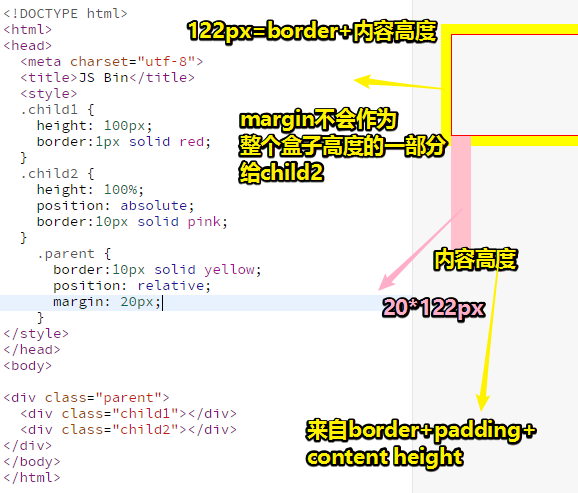 <!DOCTYPE html>
<html>
<head>
<meta charset="utf-8">
<title>JS Bin</title>
<style>
.child1 {
height: 100px;
border:1px solid red;
}
.child2 {
height: 100%;
position: absolute;
border:10px solid pink;
}
.parent {
border:10px solid yellow;
position: relative;
margin: 20px;
}
</style>
</head>
<body>
<div class="parent">
<div class="child1"></div>
<div class="child2"></div>
</div>
</body>
</html>
122px=border+内容高度
margin不会作为
整个盒子高度的一部分
给child2
内容高度
20*122px
来自border+padding+
content height